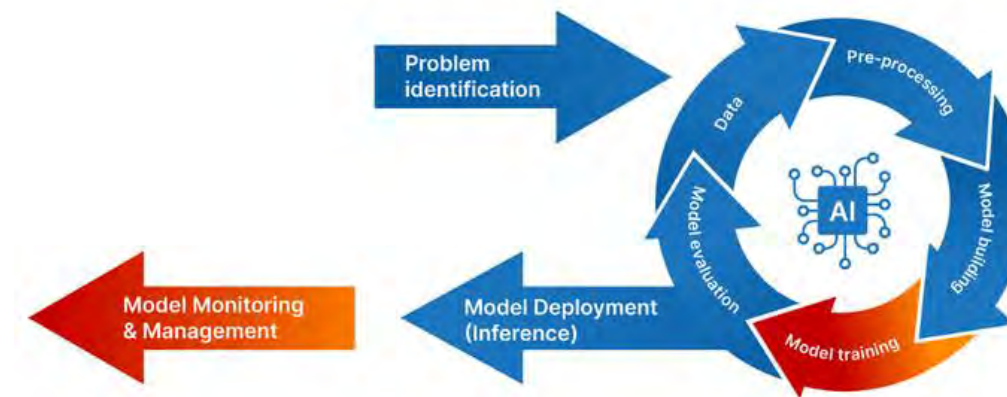 Problem
identification
Data
Pre-processing
Model building
Model training
Model evaluation
AI
Model Deployment
(Inference)
Model Monitoring
& Management